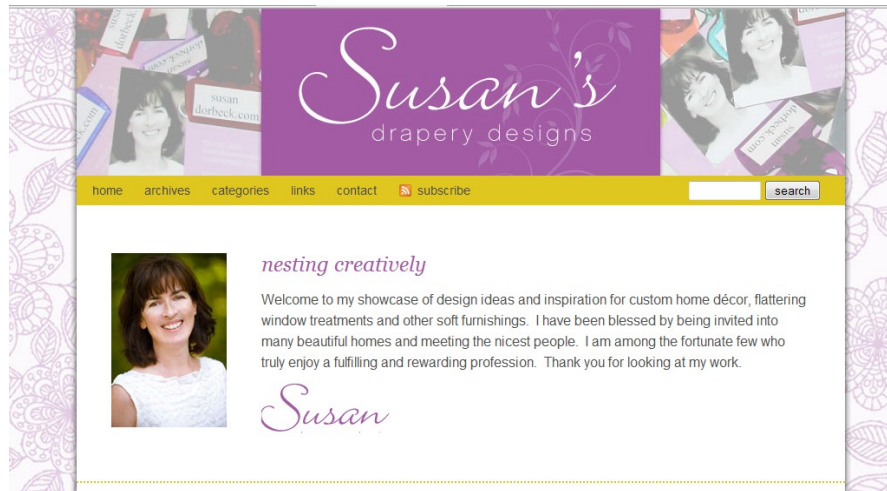 susan
dorbeck.com
Susan's
drapery designs
home archives categories links contact subscribe search
nesting creatively
Welcome to my showcase of design ideas and inspiration for custom home décor, flattering
window treatments and other soft furnishings. I have been blessed by being invited into
many beautiful homes and meeting the nicest people. I am among the fortunate few who
truly enjoy a fulfilling and rewarding profession. Thank you for looking at my work.
Susan